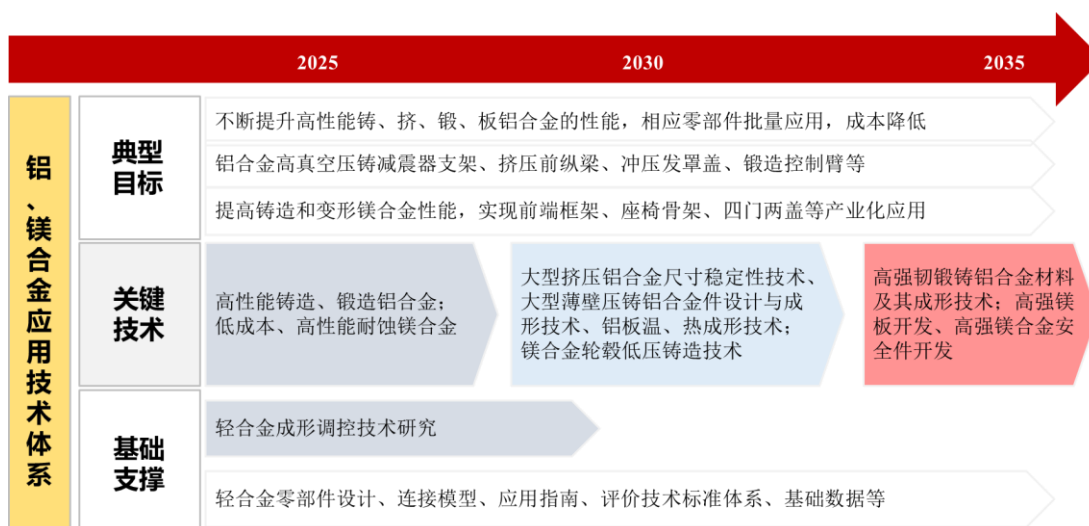 2025
2030
2035
铝、镁合金应用技术体系
典型
目标
不断提升高性能铸、挤、锻、板铝合金的性能，相应零部件批量应用，成本降低
铝合金高真空压铸减震器支架、挤压前纵梁、冲压发罩盖、锻造控制臂等
提高铸造和变形镁合金性能，实现前端框架、座椅骨架、四门两盖等产业化应用
关键
技术
高性能铸造、锻造铝合金；
低成本、高性能耐蚀镁合金
大型挤压铝合金尺寸稳定性技术、
大型薄壁压铸铝合金件设计与成
形技术、铝板温、热成形技术；
镁合金轮毂低压铸造技术
高强韧锻铸铝合金材料
及其成形技术；高强镁
板开发、高强镁合金安
全件开发
基础
支撑
轻合金成形调控技术研究
轻合金零部件设计、连接模型、应用指南、评价技术标准体系、基础数据等